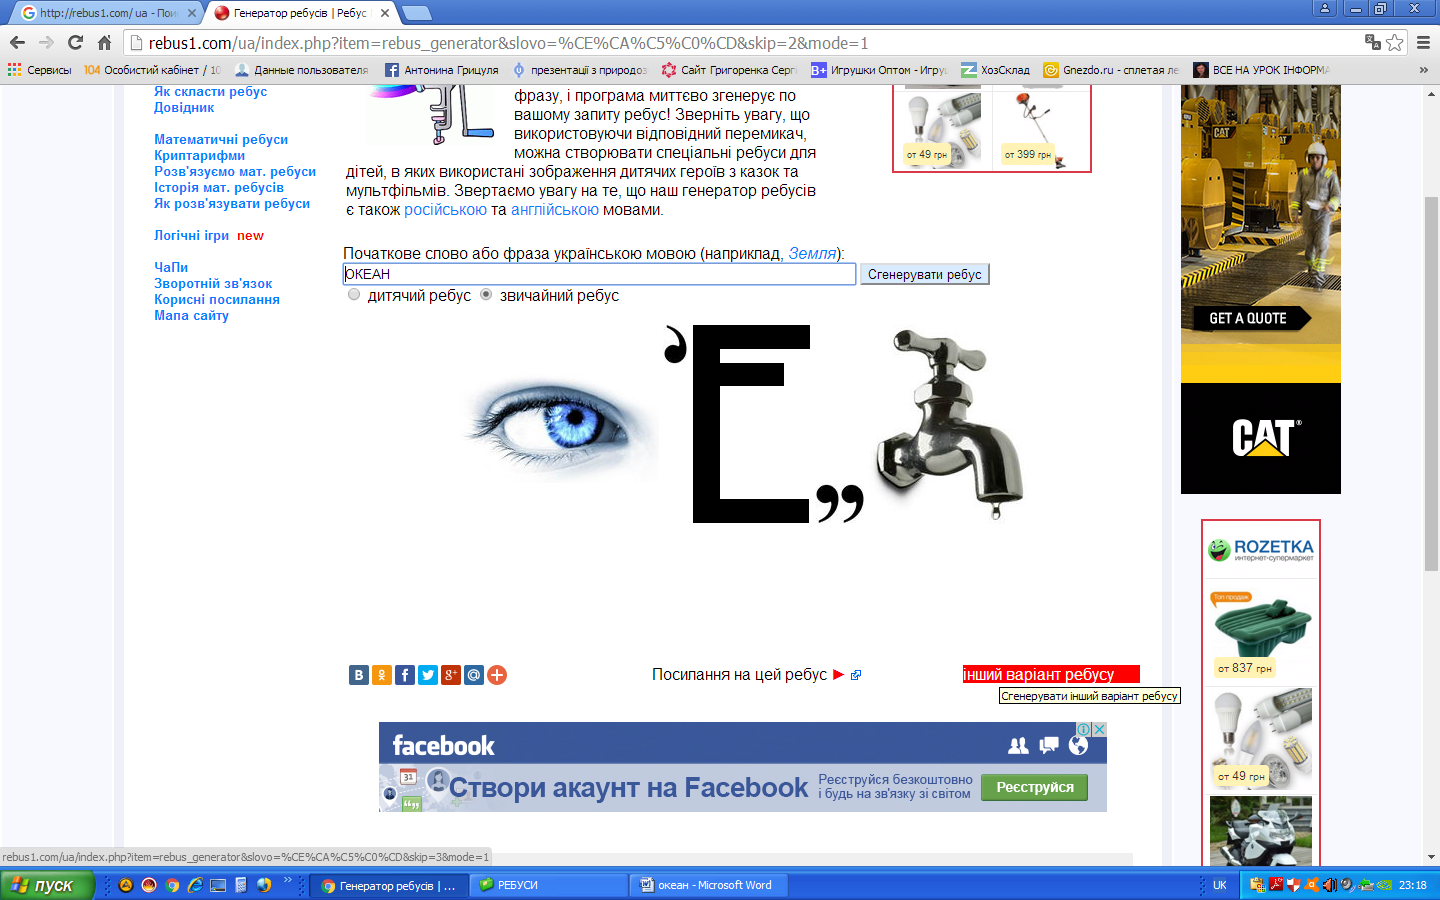 http://rebus1.com/ ua - Пои
Генератор ребусів | Ребус
rebus1.com/ua/index.php?item=rebus_generator&slovo=%CE%CA%C5%C0%CD&skip=2&mode=1
Сервисы
104 Особистий кабінет / 10
Данные пользователя
Антонина Грицуля
презентації з природоз
Сайт Григоренка Серг
B+ Игрушки Оптом - Игру
ХозСклад
Gnezdo.ru - сплетая ле
ВСЕ НА УРОК ІНФОРМА
»
Як скласти ребус
Довідник
Математичні ребуси
Криптарифми
Розв'язуємо мат. ребуси
Історія мат. ребусів
Як розв'язувати ребуси
Логічні ігри new
ЧаПи
Зворотній зв'язок
Корисні посилання
Мапа сайту
фразу, і програма миттєво згенерує по
вашому запиту ребус! Зверніть увагу, що
використовуючи відповідний перемикач,
можна створювати спеціальні ребуси для
дітей, в яких використані зображення дитячих героїв з казок та
мультфільмів. Звертаємо увагу на те, що наш генератор ребусів
є також російською та англійською мовами.
Початкове слово або фраза українською мовою (наприклад, Земля):
ОКЕАН
Сгенерувати ребус
дитячий ребус звичайний ребус
‘Е,,
Посилання на цей ребус
інший варіант ребусу
Сгенерувати інший варіант ребусу
от 49 грн
от 399 грн
CAT
GET A QUOTE
CAT®
ROZETKA
интернет-супермаркет
Топ продаж
от 837 грн
от 49 грн
facebook
31
Створи акаунт на Facebook
Реєструйся безкоштовно
і будь на зв'язку зі світом
Реєструйся
rebus1.com/ua/index.php?item=rebus_generator&slovo=%CE%CA%C5%C0%CD&skip=3&mode=1
пуск
»
Генератор ребусів | ...
РЕБУСИ
океан - Microsoft Word
UK
23:18